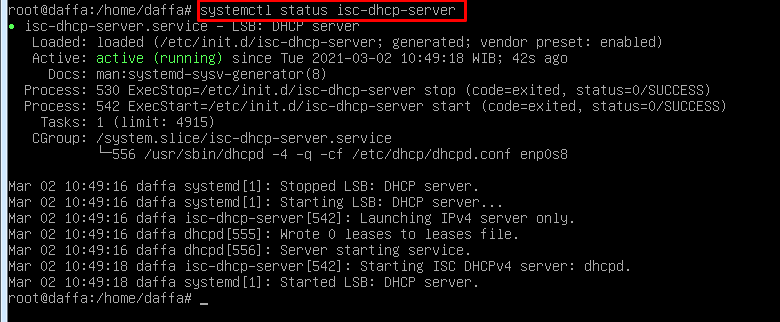 root@daffa:/home/daffa# systemctl status isc-dhcp-server
● isc-dhcp-server.service - LSB: DHCP server
   Loaded: loaded (/etc/init.d/isc-dhcp-server; generated; vendor preset: enabled)
   Active: active (running) since Tue 2021-03-02 10:49:18 WIB; 42s ago
     Docs: man:systemd-sysv-generator(8)
  Process: 530 ExecStop=/etc/init.d/isc-dhcp-server stop (code=exited, status=0/SUCCESS)
  Process: 542 ExecStart=/etc/init.d/isc-dhcp-server start (code=exited, status=0/SUCCESS)
    Tasks: 1 (limit: 4915)
   CGroup: /system.slice/isc-dhcp-server.service
           └─556 /usr/sbin/dhcpd -4 -q -cf /etc/dhcp/dhcpd.conf enp0s8
Mar 02 10:49:16 daffa systemd[1]: Stopped LSB: DHCP server.
Mar 02 10:49:16 daffa systemd[1]: Starting LSB: DHCP server...
Mar 02 10:49:16 daffa isc-dhcp-server[542]: Launching IPv4 server only.
Mar 02 10:49:16 daffa dhcpd[555]: Wrote 0 leases to leases file.
Mar 02 10:49:16 daffa dhcpd[556]: Server starting service.
Mar 02 10:49:18 daffa isc-dhcp-server[542]: Starting ISC DHCPv4 server: dhcpd.
Mar 02 10:49:18 daffa systemd[1]: Started LSB: DHCP server.
root@daffa:/home/daffa# _